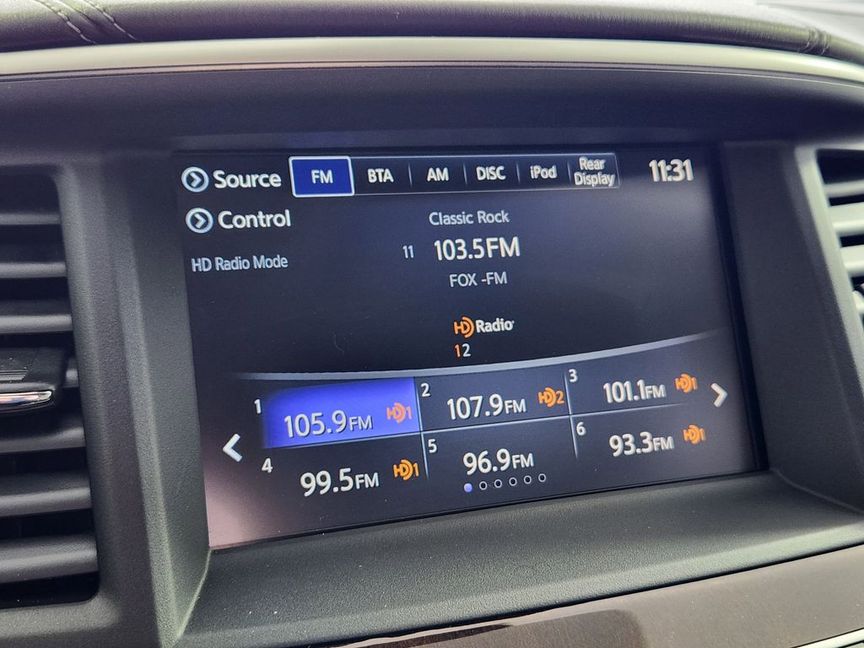 Source FM BTA AM DISC iPod Rear Display 11:31
Control
Classic Rock
HD Radio Mode
11 103.5FM
FOX -FM
HD Radio
12
1 105.9FM HD1
2 107.9FM HD2
3 101.1FM HD1
4 99.5FM HD1
5 96.9FM
6 93.3FM HD1